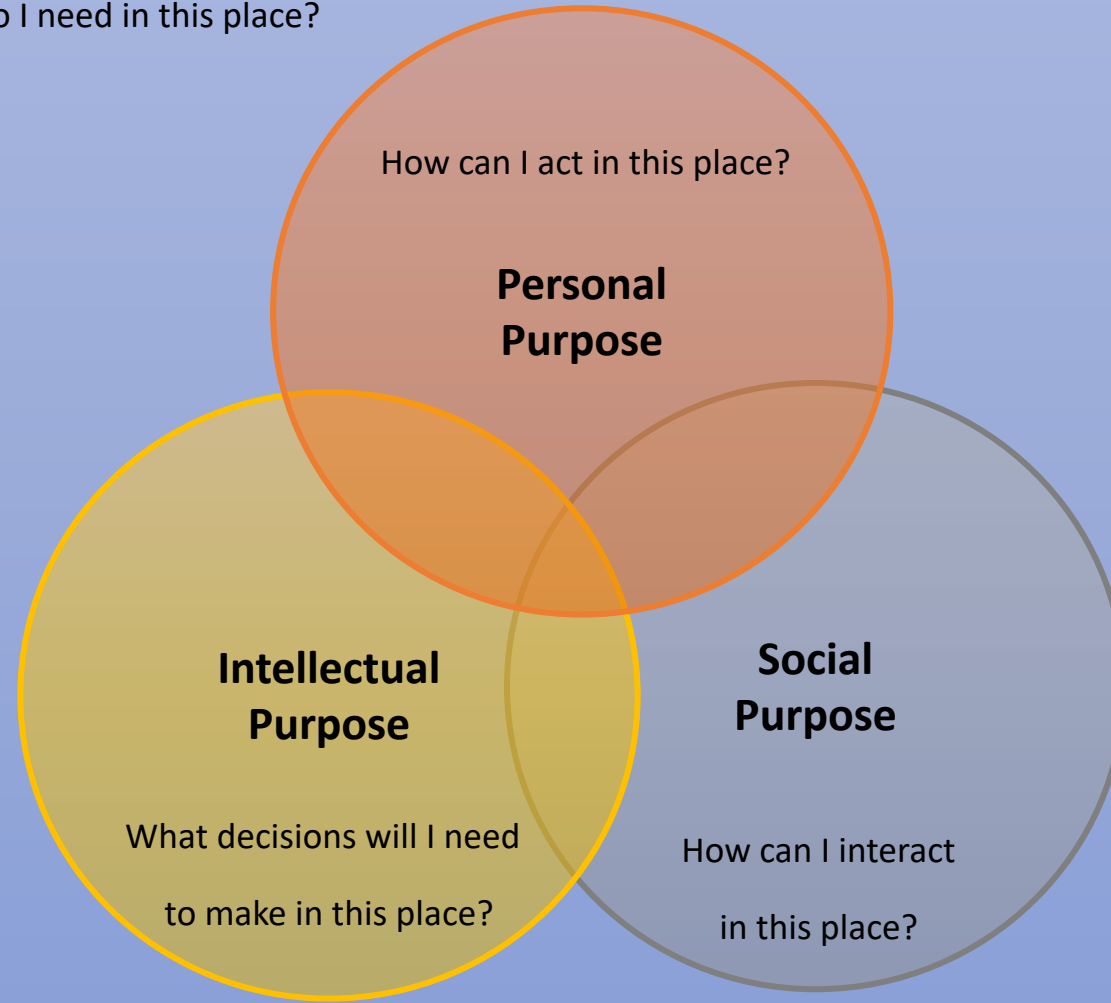 I need in this place?
How can I act in this place?
Personal
Purpose
Intellectual
Purpose
Social
Purpose
What decisions will I need
to make in this place?
How can I interact
in this place?